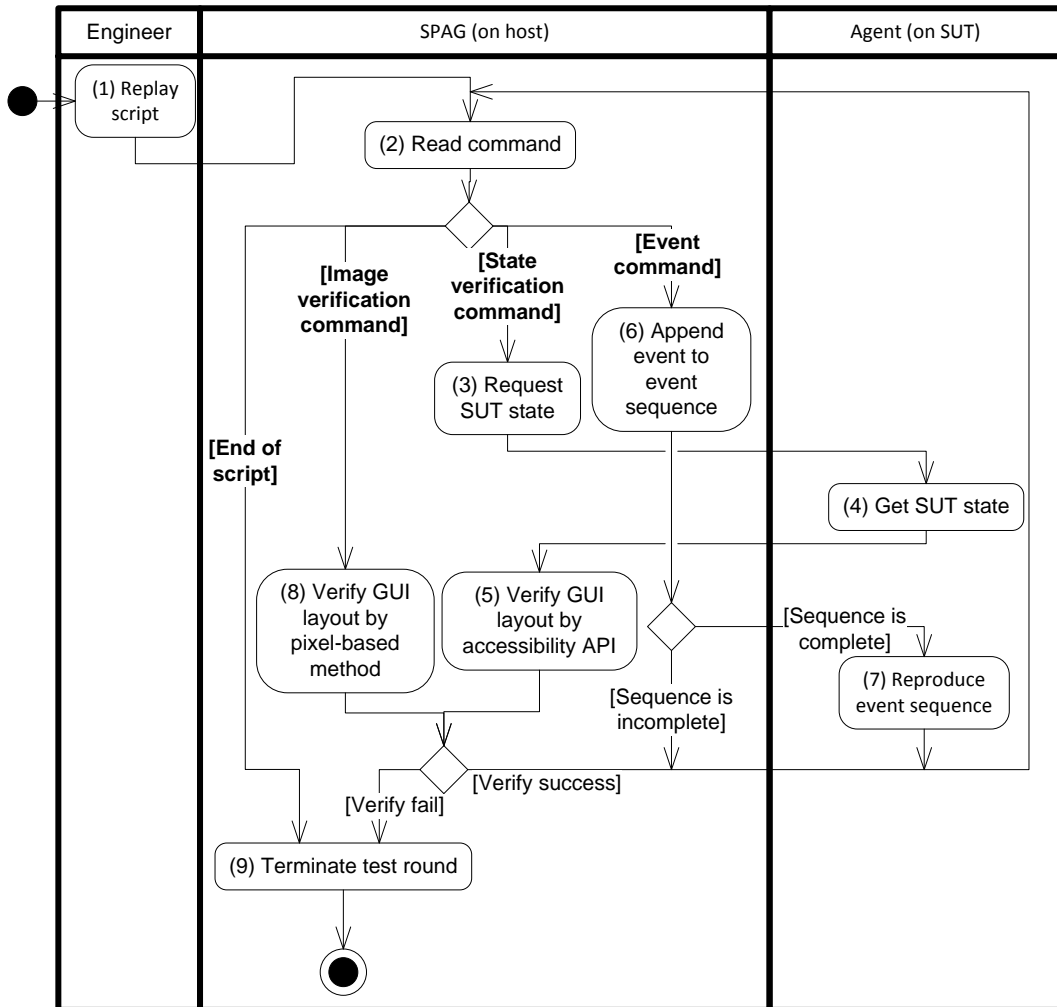 Engineer
SPAG (on host)
Agent (on SUT)
(1) Replay
script
(2) Read command
[Image
verification
command]
[State
verification
command]
[Event
command]
(6) Append
event to
event
sequence
(3) Request
SUT state
[End of
script]
(4) Get SUT state
(8) Verify GUI
layout by
pixel-based
method
(5) Verify GUI
layout by
accessibility API
[Sequence is
complete]
(7) Reproduce
event sequence
[Sequence is
incomplete]
[Verify success]
[Verify fail]
(9) Terminate test round